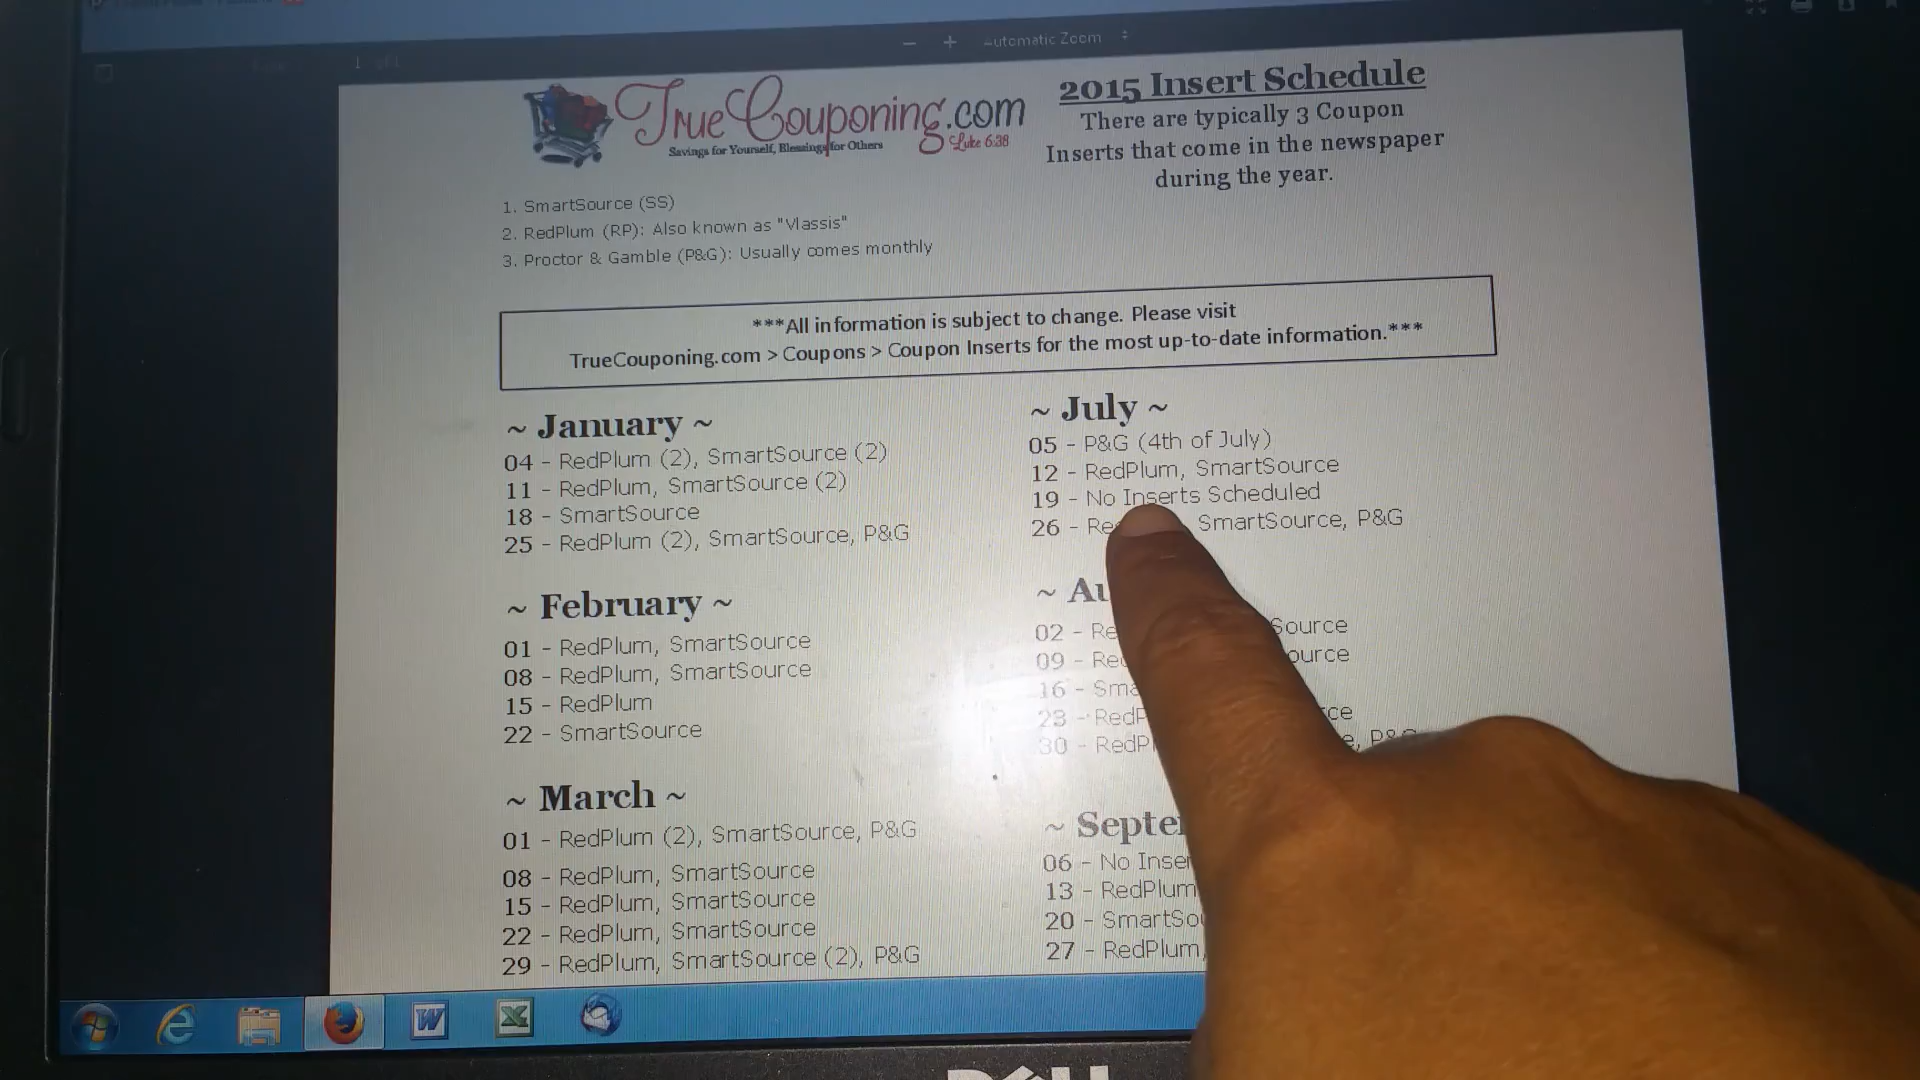 Automatic Zoom
TrueCouponing.com
Savings for Yourself, Blessings for Others
Luke 6:38
2015 Insert Schedule
There are typically 3 Coupon
Inserts that come in the newspaper
during the year.
1. SmartSource (SS)
2. RedPlum (RP): Also known as "Vlassis"
3. Proctor & Gamble (P&G): Usually comes monthly
***All information is subject to change. Please visit
TrueCouponing.com > Coupons > Coupon Inserts for the most up-to-date information.***
~ January ~
04 - RedPlum (2), SmartSource (2)
11 - RedPlum, SmartSource (2)
18 - SmartSource
25 - RedPlum (2), SmartSource, P&G
~ February ~
01 - RedPlum, SmartSource
08 - RedPlum, SmartSource
15 - RedPlum
22 - SmartSource
~ March ~
01 - RedPlum (2), SmartSource, P&G
08 - RedPlum, SmartSource
15 - RedPlum, SmartSource
22 - RedPlum, SmartSource
29 - RedPlum, SmartSource (2), P&G
~ July ~
05 - P&G (4th of July)
12 - RedPlum, SmartSource
19 - No Inserts Scheduled
26 - SmartSource, P&G
~
02 -
09 -
16 -
23 -
30 - P&G
~
06 - No
13 - RedPlum
20 -
27 - RedPlum,
W
X
DELL